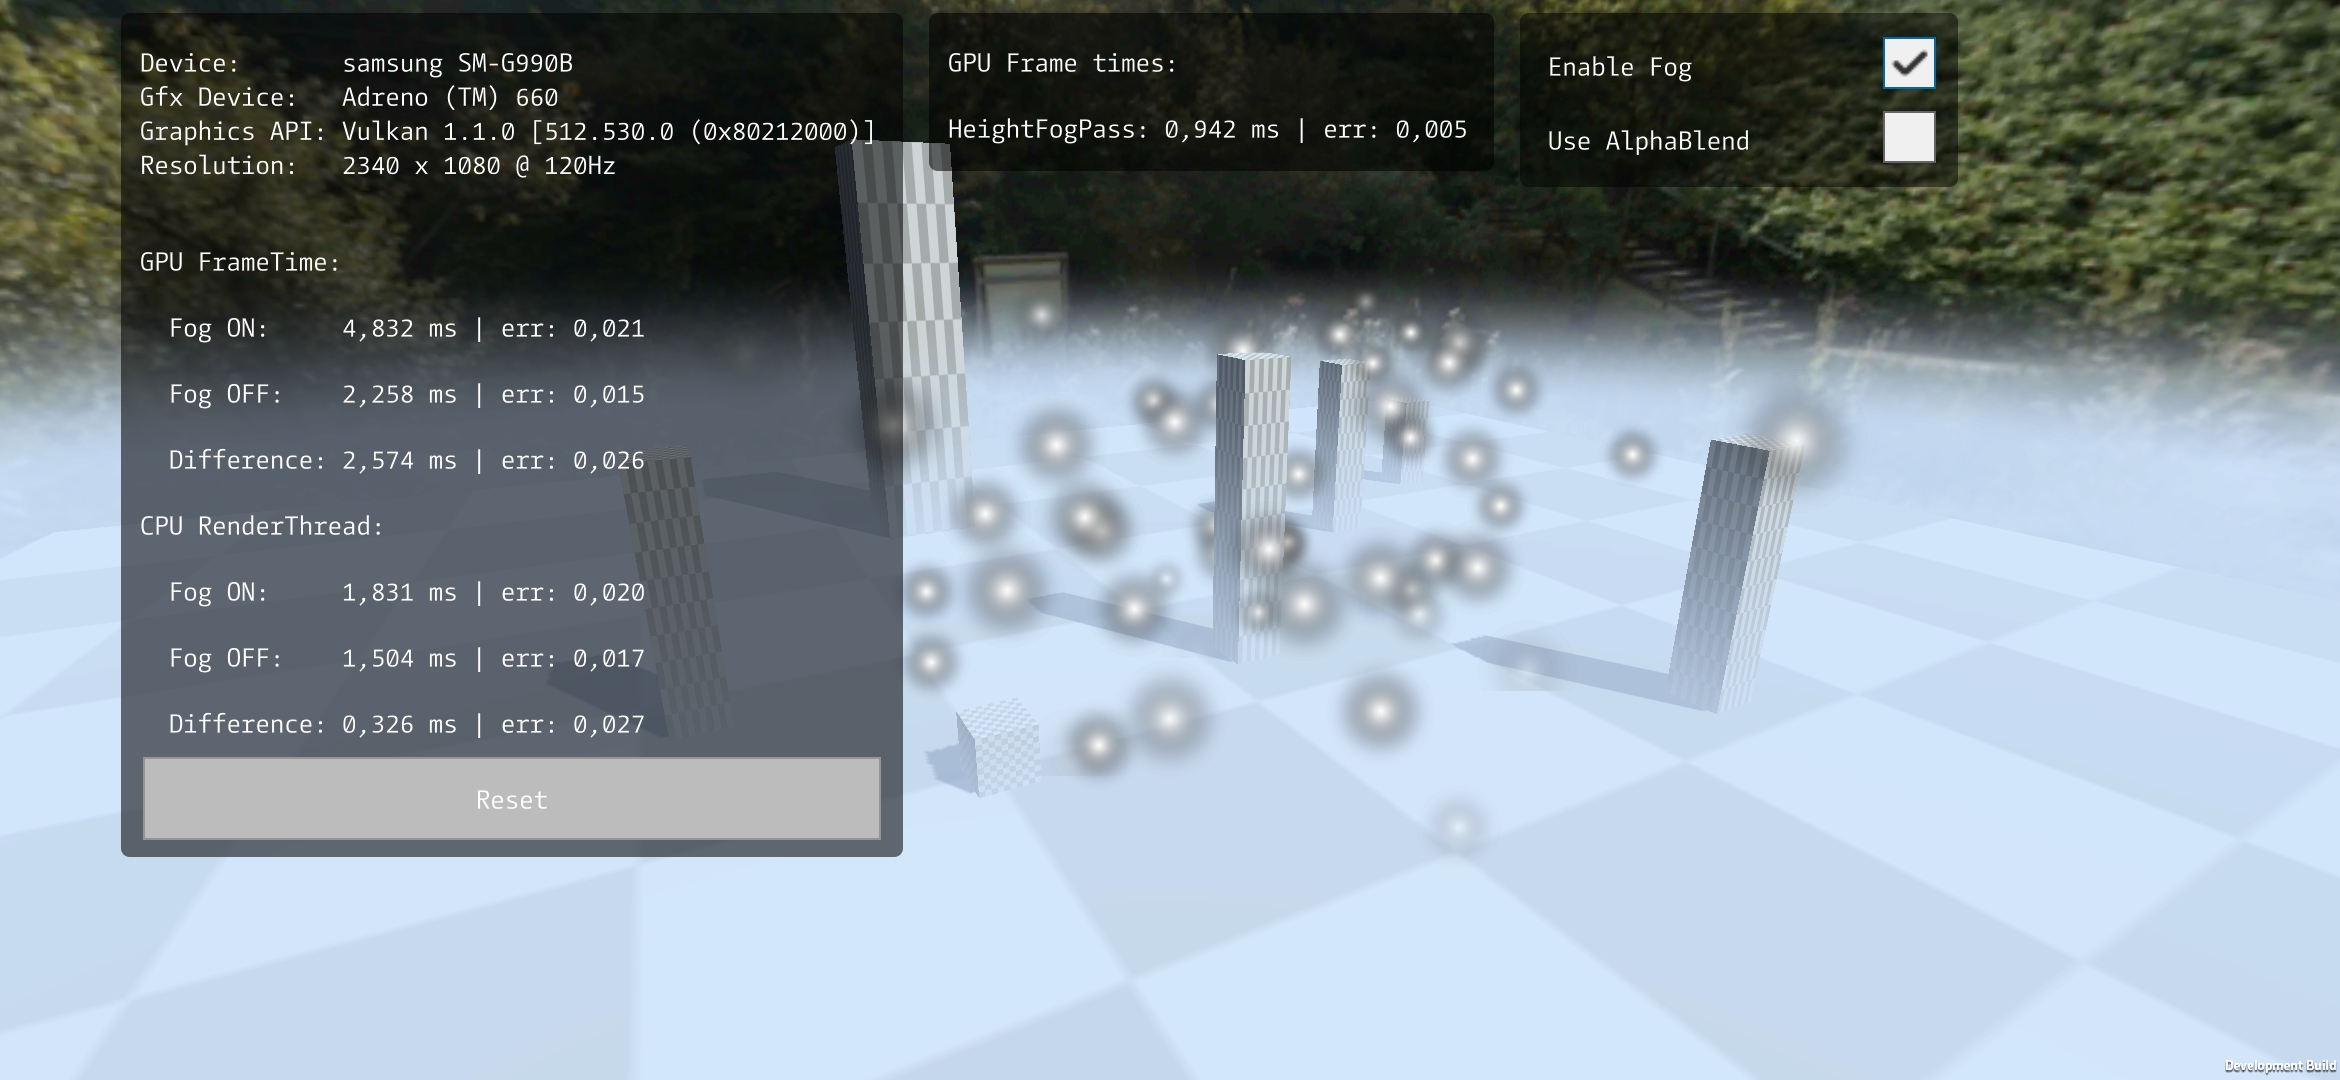 Device: samsung SM-G990B
Gfx Device: Adreno (TM) 660
Graphics API: Vulkan 1.1.0 [512.530.0 (0x80212000)]
Resolution: 2340 x 1080 @ 120Hz
GPU FrameTime:
Fog ON: 4,832 ms | err: 0,021
Fog OFF: 2,258 ms | err: 0,015
Difference: 2,574 ms | err: 0,026
CPU RenderThread:
Fog ON: 1,831 ms | err: 0,020
Fog OFF: 1,504 ms | err: 0,017
Difference: 0,326 ms | err: 0,027
Reset
GPU Frame times:
HeightFogPass: 0,942 ms | err: 0,005
Enable Fog
Use AlphaBlend
Development Build